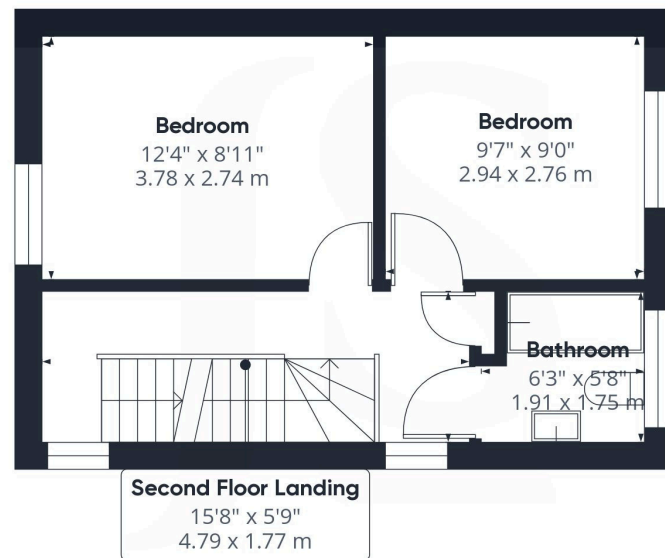 Bedroom
12'4" x 8'11"
3.78 x 2.74 m
Bedroom
9'7" x 9'0"
2.94 x 2.76 m
Bathroom
6'3" x 5'8"
1.91 x 1.75 m
Second Floor Landing
15'8" x 5'9"
4.79 x 1.77 m